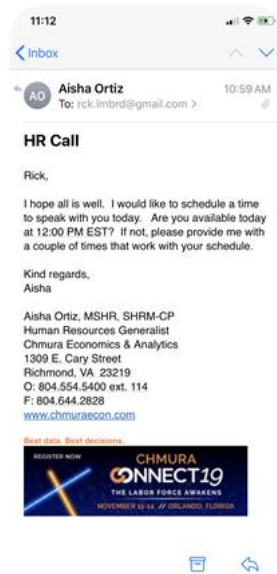 11:12
Inbox
AO
Aisha Ortiz
10:59 AM
To: rck.lmbrd@gmail.com >
HR Call
Rick,
I hope all is well. I would like to schedule a time
to speak with you today. Are you available today
at 12:00 PM EST? If not, please provide me with
a couple of times that work with your schedule.
Kind regards,
Aisha
Aisha Ortiz, MSHR, SHRM-CP
Human Resources Generalist
Chmura Economics & Analytics
1309 E. Cary Street
Richmond, VA 23219
O: 804.554.5400 ext. 114
F: 804.644.2828
www.chmuraecon.com
Best data. Best decisions.
REGISTER NOW
CHMURA
CONNECT19
THE LABOR FORCE AWAKENS
NOVEMBER 11-14 // ORLANDO, FLORIDA